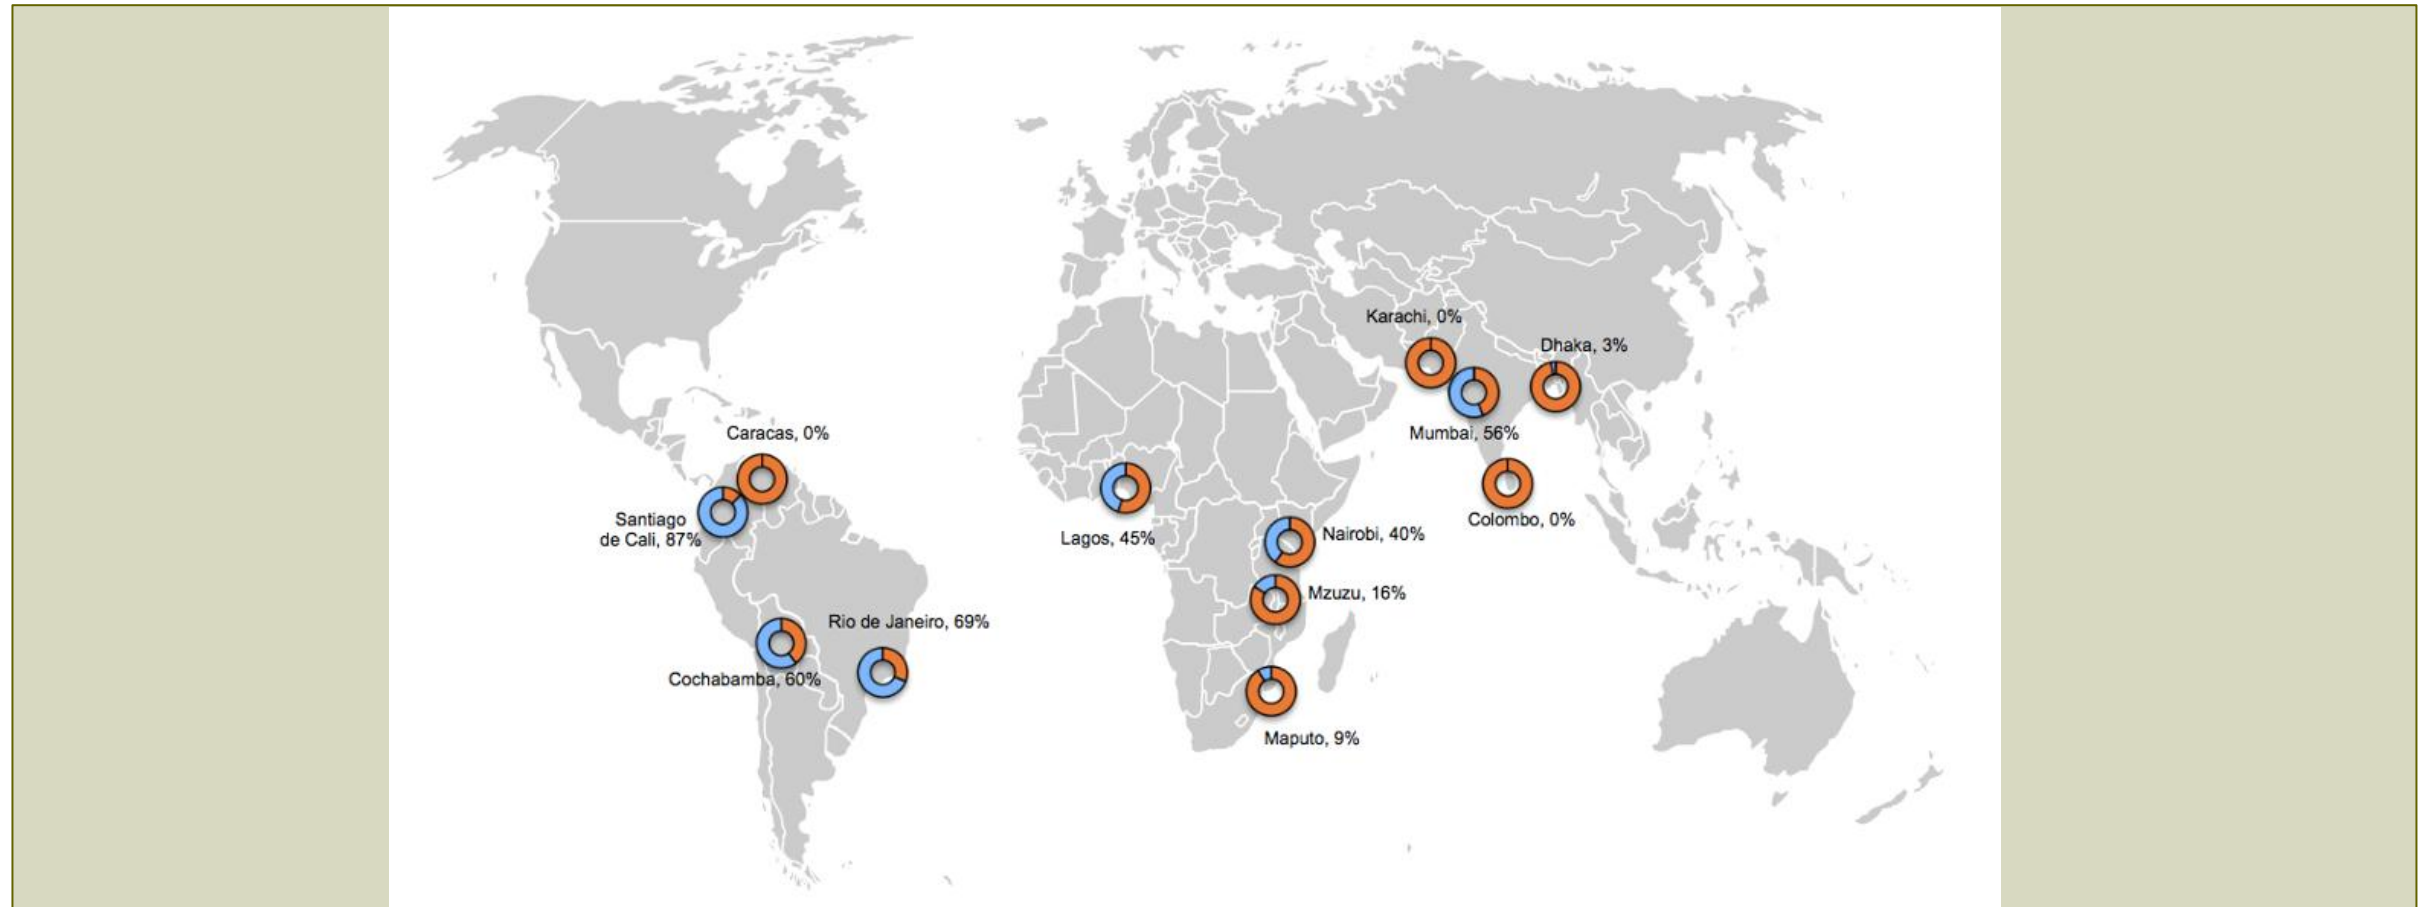 Karachi, 0%
Dhaka, 3%
Caracas, 0%
Mumbai, 56%
Santiago
de Cali, 87%
Lagos, 45%
Colombo, 0%
Nairobi, 40%
Mzuzu, 16%
Rio de Janeiro, 69%
Cochabamba, 60%
Maputo, 9%